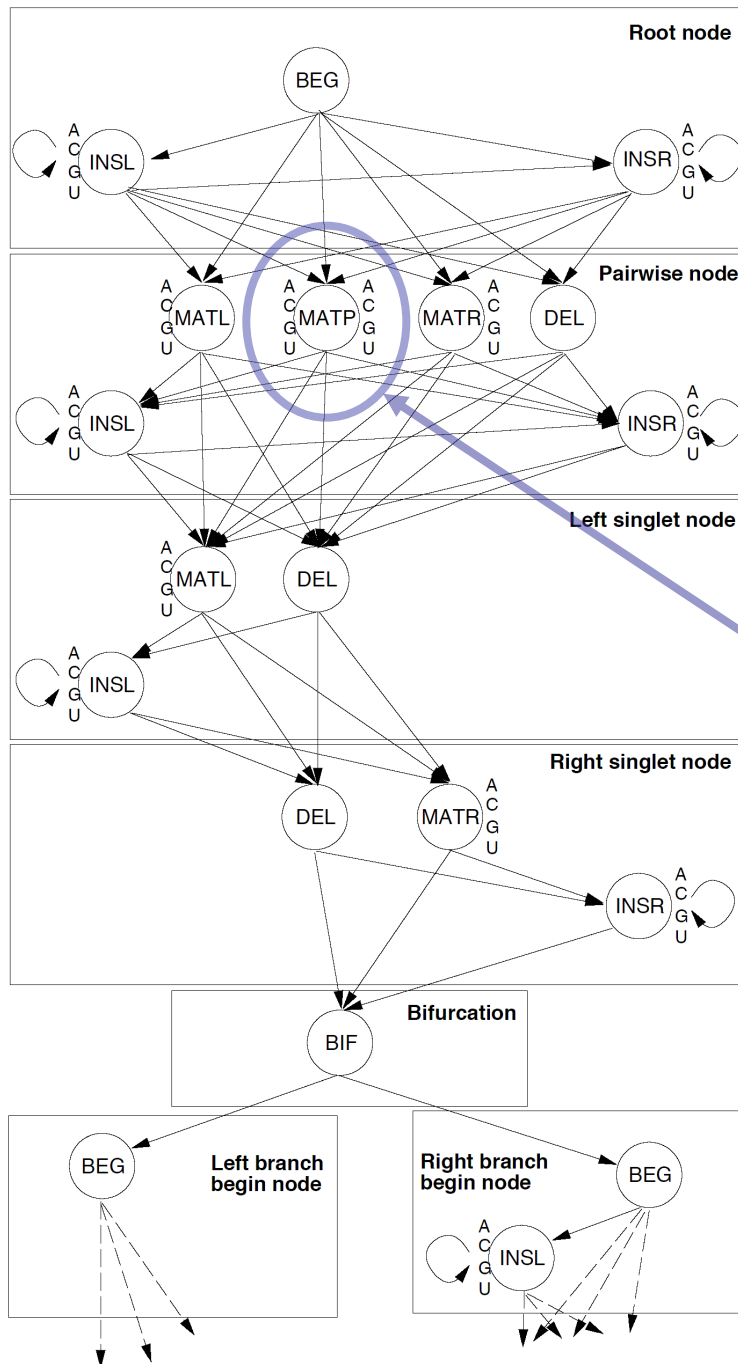 Root node
BEG
A
C
G
U
INSL
INSR
A
C
G
U
Pairwise node
A
C
G
U
MATL
A
C
G
U
MATP
A
C
G
U
MATR
A
C
G
U
DEL
A
C
G
U
INSL
INSR
A
C
G
U
Left singlet node
A
C
G
U
MATL
DEL
A
C
G
U
INSL
Right singlet node
DEL
MATR
A
C
G
U
INSR
A
C
G
U
Bifurcation
BIF
BEG
Left branch
begin node
Right branch
begin node
BEG
A
C
G
U
INSL